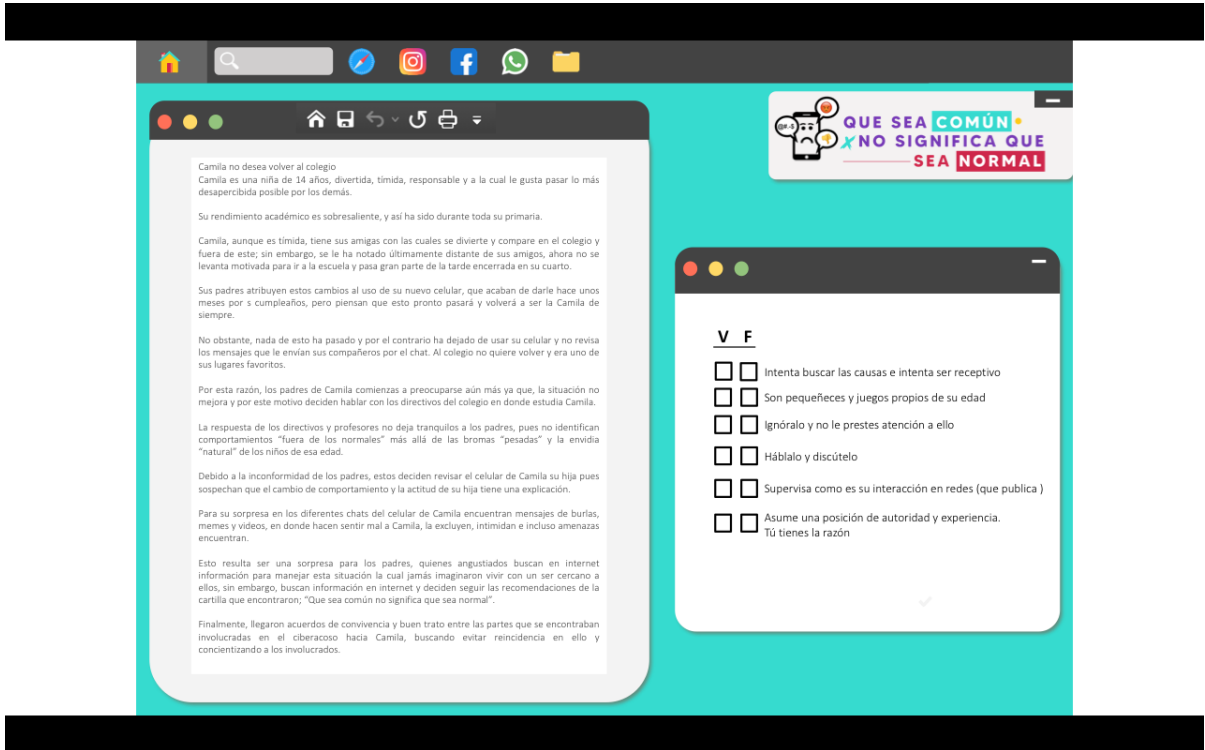 Camila no desea volver al colegio
Camila es una niña de 14 años, divertida, tímida, responsable y a la cual le gusta pasar lo más
desapercibida posible por los demás.
Su rendimiento académico es sobresaliente, y así ha sido durante toda su primaria.
Camila, aunque es tímida, tiene sus amigas con las cuales se divierte y compare en el colegio y
fuera de este; sin embargo, se le ha notado últimamente distante de sus amigos, ahora no se
levanta motivada para ir a la escuela y pasa gran parte de la tarde encerrada en su cuarto.
Sus padres atribuyen estos cambios al uso de su nuevo celular, que acaban de darle hace unos
meses por s cumpleaños, pero piensan que esto pronto pasará y volverá a ser la Camila de
siempre.
No obstante, nada de esto ha pasado y por el contrario ha dejado de usar su celular y no revisa
los mensajes que le envían sus compañeros por el chat. Al colegio no quiere volver y era uno de
sus lugares favoritos.
Por esta razón, los padres de Camila comienzas a preocuparse aún más ya que, la situación no
mejora y por este motivo deciden hablar con los directivos del colegio en donde estudia Camila.
La respuesta de los directivos y profesores no deja tranquilos a los padres, pues no identifican
comportamientos “fuera de los normales” más allá de las bromas “pesadas” y la envidia
“natural” de los niños de esa edad.
Debido a la inconformidad de los padres, estos deciden revisar el celular de Camila su hija pues
sospechan que el cambio de comportamiento y la actitud de su hija tiene una explicación.
Para su sorpresa en los diferentes chats del celular de Camila encuentran mensajes de burlas,
memes y videos, en donde hacen sentir mal a Camila, la excluyen, intimidan e incluso amenazas
encuentran.
Esto resulta ser una sorpresa para los padres, quienes angustiados buscan en internet
información para manejar esta situación la cual jamás imaginaron vivir con un ser cercano a
ellos, sin embargo, buscan información en internet y deciden seguir las recomendaciones de la
cartilla que encontraron; “Que sea común no significa que sea normal”.
Finalmente, llegaron acuerdos de convivencia y buen trato entre las partes que se encontraban
involucradas en el ciberacoso hacia Camila, buscando evitar reincidencia en ello y
concientizando a los involucrados.
QUE SEA COMÚN
NO SIGNIFICA QUE
SEA NORMAL
V F
Intenta buscar las causas e intenta ser receptivo
Son pequeñeces y juegos propios de su edad
Ignóralo y no le prestes atención a ello
Háblalo y discútelo
Supervisa como es su interacción en redes (que publica )
Asume una posición de autoridad y experiencia.
Tú tienes la razón